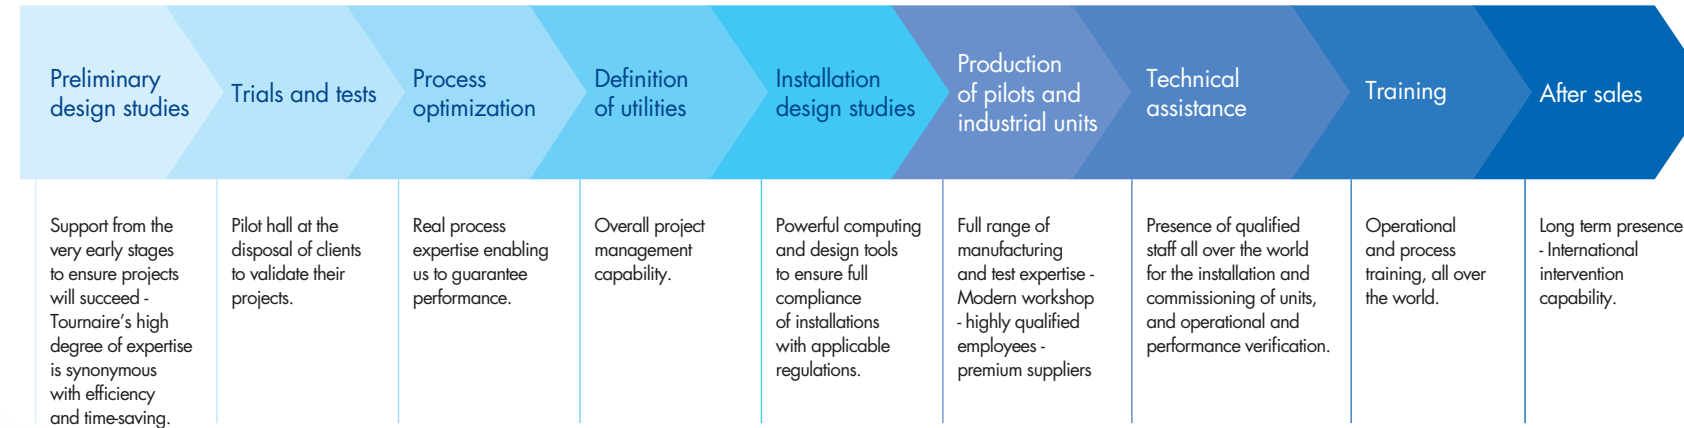 Preliminary
design studies
Trials and tests
Process
optimization
Definition
of utilities
Installation
design studies
Production
of pilots and
industrial units
Technical
assistance
Training
After sales
Support from the
very early stages
to ensure projects
will succeed -
Tournaire's high
degree of expertise
is synonymous
with efficiency
and time-saving.
Pilot hall at the
disposal of clients
to validate their
projects.
Real process
expertise enabling
us to guarantee
performance.
Overall project
management
capability.
Powerful computing
and design tools
to ensure full
compliance
of installations
with applicable
regulations.
Full range of
manufacturing
and test expertise -
Modern workshop
- highly qualified
employees -
premium suppliers
Presence of qualified
staff all over the world
for the installation and
commissioning of units,
and operational and
performance verification.
Operational
and process
training, all over
the world.
Long term presence
- International
intervention
capability.